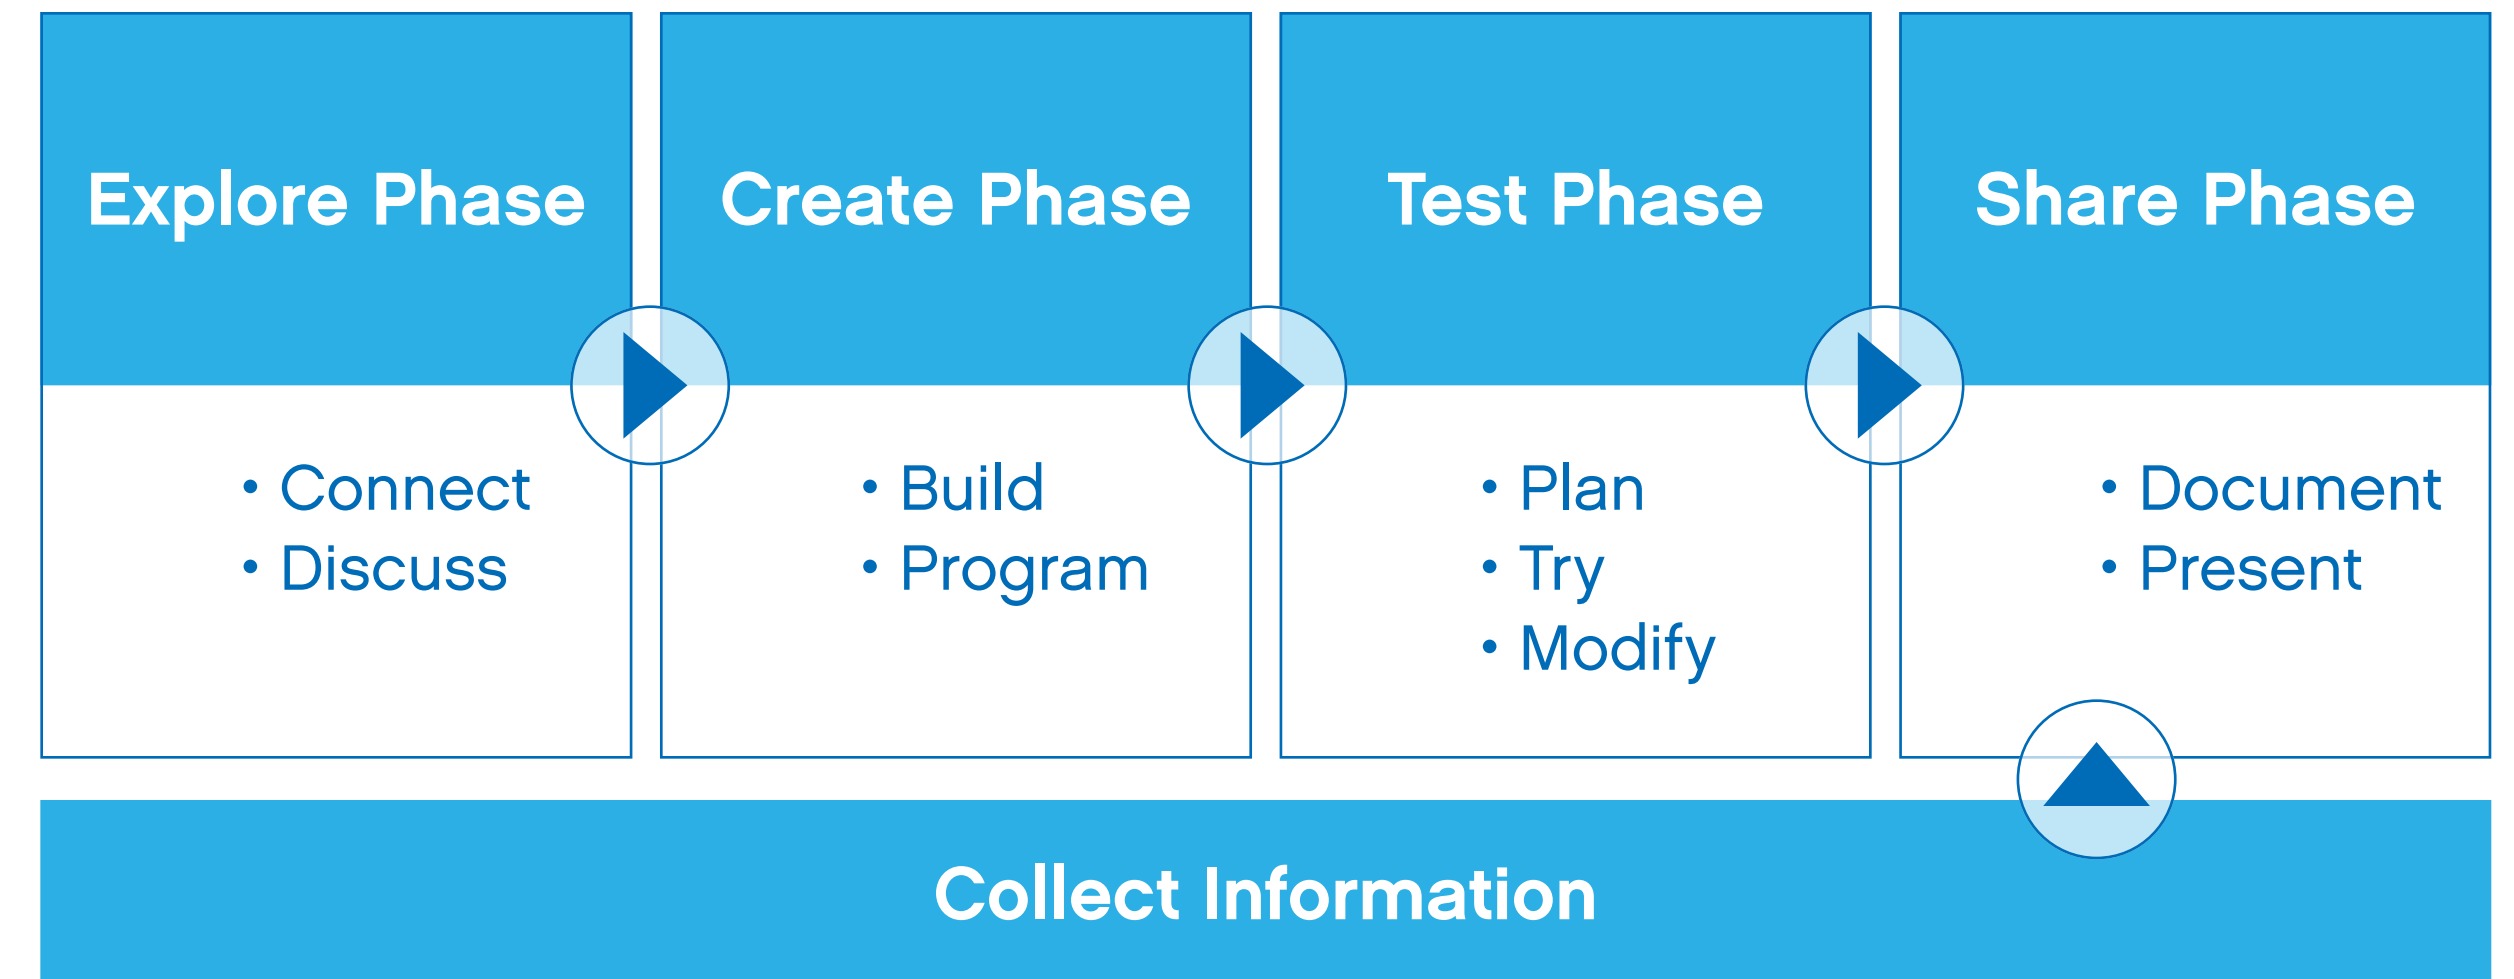 Explore Phase
Create Phase
Test Phase
Share Phase
• Connect
• Discuss
• Build
• Program
• Plan
• Try
• Modify
• Document
• Present
Collect Information